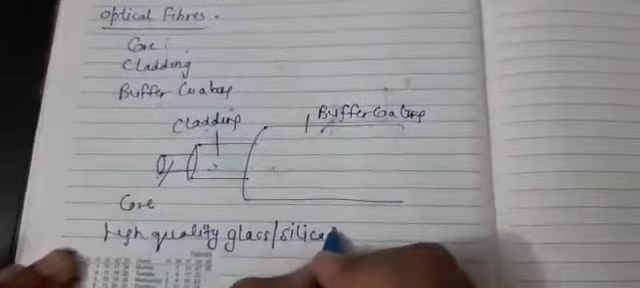 Optical Fibres.
Core:
Cladding
Buffer Coating
Cladding
Buffer Coating
Core
high quality glass/silica